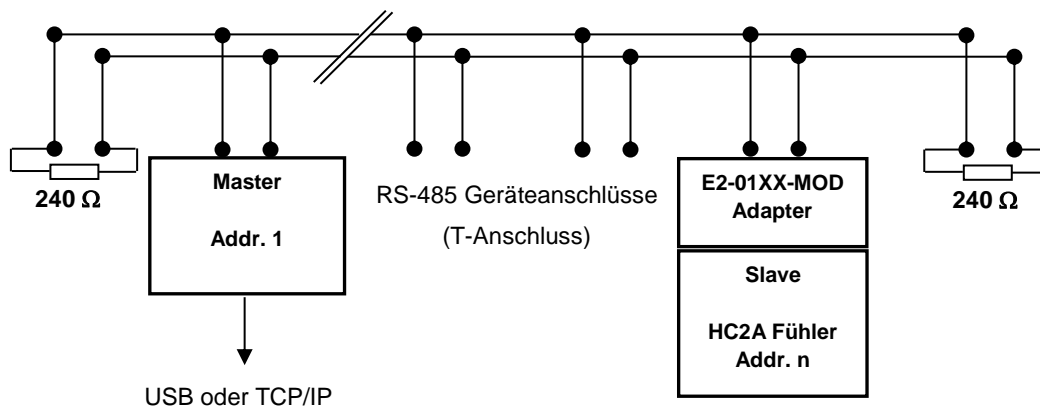 240 Ω
Master
Addr. 1
USB oder TCP/IP
RS-485 Geräteanschlüsse
(T-Anschluss)
E2-01XX-MOD
Adapter
Slave
HC2A Fühler
Addr. n
240 Ω